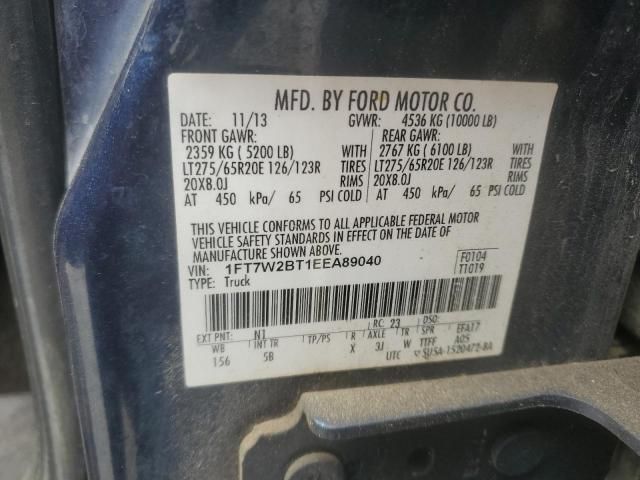 MFD. BY FORD MOTOR CO.
DATE: 11/13 GVWR: 4536 KG (10000 LB)
FRONT GAWR: REAR GAWR:
2359 KG ( 5200 LB) WITH 2767 KG ( 6100 LB) WITH
LT275/65R20E 126/123R TIRES LT275/65R20E 126/123R TIRES
20X8.0J RIMS 20X8.0J RIMS
AT 450 kPa/ 65 PSI COLD AT 450 kPa/ 65 PSI COLD
THIS VEHICLE CONFORMS TO ALL APPLICABLE FEDERAL MOTOR
VEHICLE SAFETY STANDARDS IN EFFECT ON THE DATE OF
MANUFACTURE SHOWN ABOVE.
VIN: 1FT7W2BT1EEA89040 F0104
TYPE: Truck T1019
RC: 23 DSO:
EXT PNT: N1 EFA17
WB INT TR TP/PS R AXLE TR SPR A05
156 5B X 3J W TTFF
UTC ▽SU5A-1520472-BA